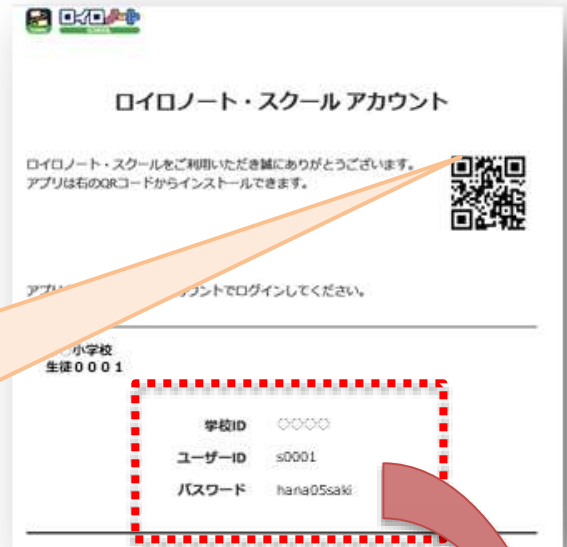 ロイロノート
SCHOOL
ロイロノート・スクール アカウント
ロイロノート・スクールをご利用いただき誠にありがとうございます。
アプリは右のQRコードからインストールできます。
アプリ
ウントでログインしてください。
小学校
生徒0001
学校ID ○○○○
ユーザーID s0001
パスワード hana05saki